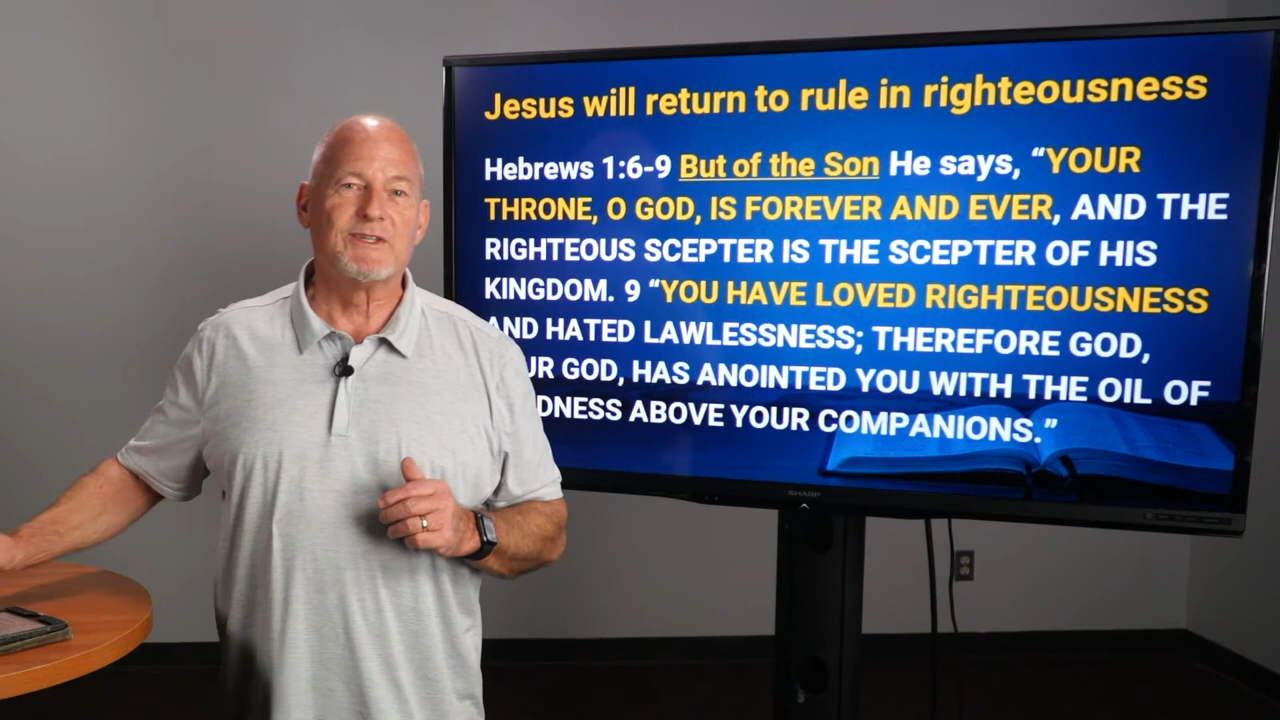 Jesus will return to rule in righteousness
Hebrews 1:6-9 But of the Son He says, “YOUR
THRONE, O GOD, IS FOREVER AND EVER, AND THE
RIGHTEOUS SCEPTER IS THE SCEPTER OF HIS
KINGDOM. 9 “YOU HAVE LOVED RIGHTEOUSNESS
AND HATED LAWLESSNESS; THEREFORE GOD,
UR GOD, HAS ANOINTED YOU WITH THE OIL OF
DNESS ABOVE YOUR COMPANIONS.”
SHARP